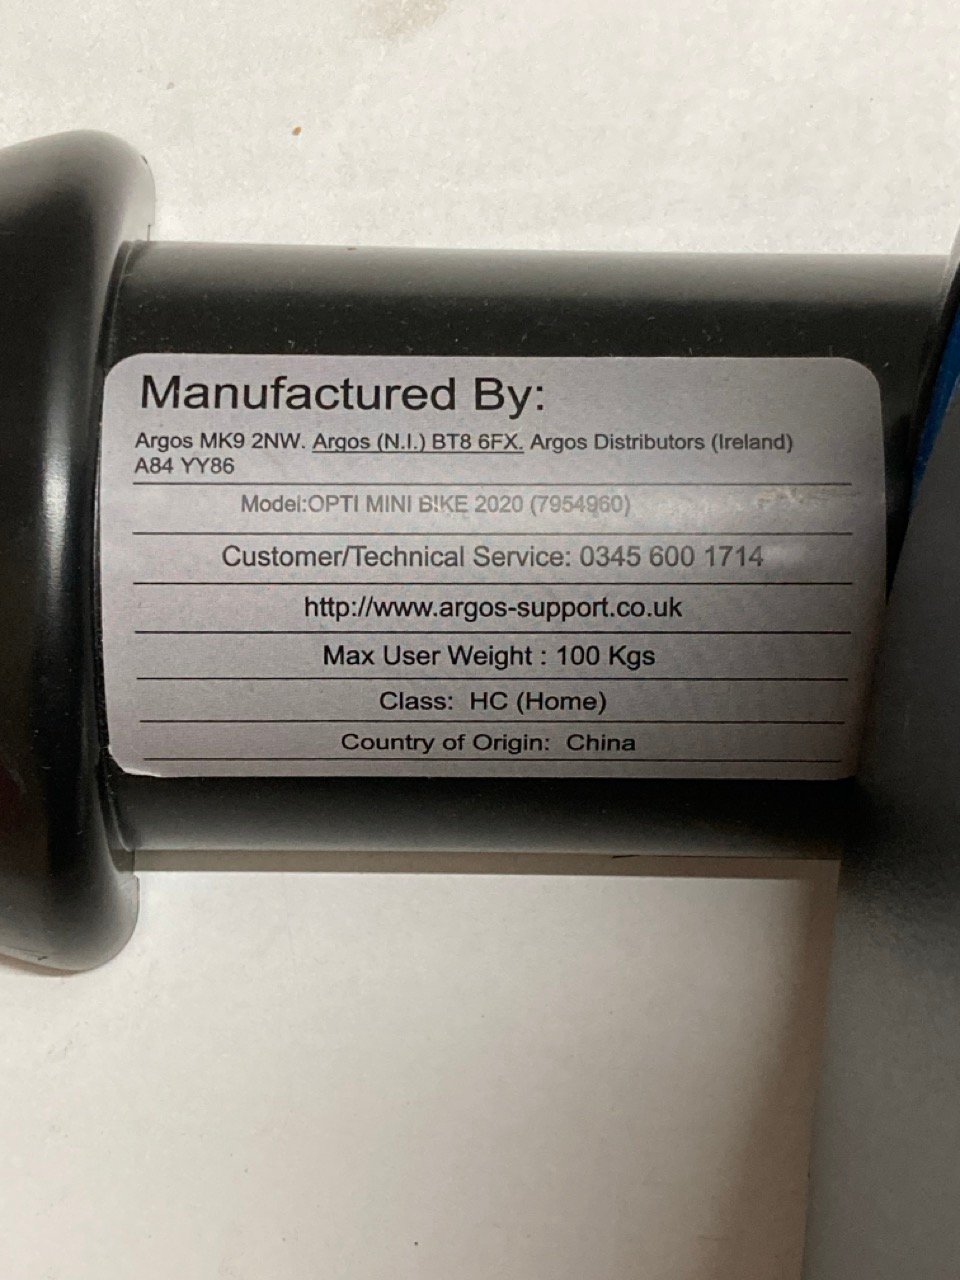 Manufactured By:
Argos MK9 2NW. Argos (N.I.) BT8 6FX. Argos Distributors (Ireland)
A84 YY86
Model:OPTI MINI BIKE 2020 (7954960)
Customer/Technical Service: 0345 600 1714
http://www.argos-support.co.uk
Max User Weight : 100 Kgs
Class: HC (Home)
Country of Origin: China